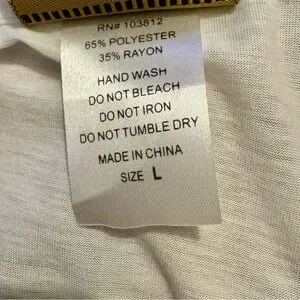 RN# 103812
65% POLYESTER
35% RAYON
HAND WASH
DO NOT BLEACH
DO NOT IRON
DO NOT TUMBLE DRY
MADE IN CHINA
SIZE L